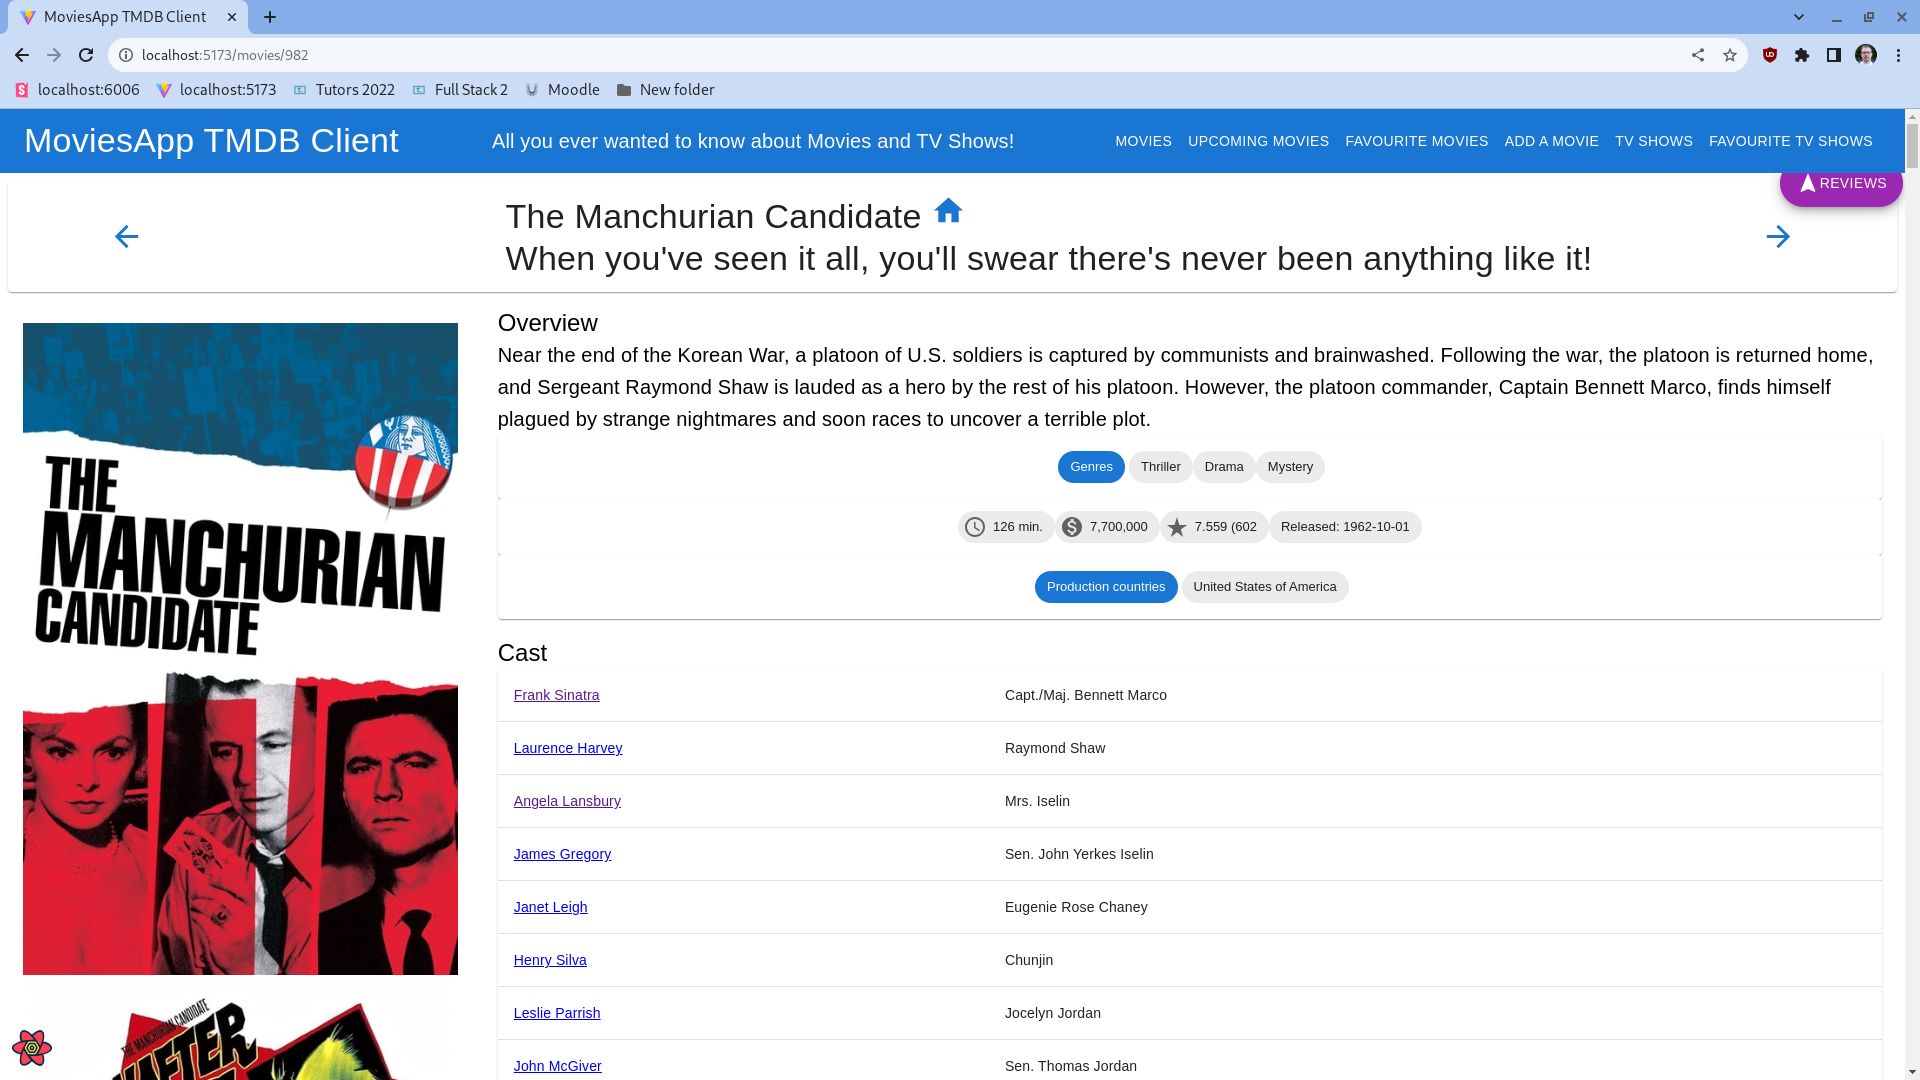 MoviesApp TMDB Client
localhost:5173/movies/982
localhost:6006 localhost:5173 Tutors 2022 Full Stack 2 Moodle New folder
MoviesApp TMDB Client All you ever wanted to know about Movies and TV Shows! MOVIES UPCOMING MOVIES FAVOURITE MOVIES ADD A MOVIE TV SHOWS FAVOURITE TV SHOWS
REVIEWS
The Manchurian Candidate
When you've seen it all, you'll swear there's never been anything like it!
Overview
Near the end of the Korean War, a platoon of U.S. soldiers is captured by communists and brainwashed. Following the war, the platoon is returned home,
and Sergeant Raymond Shaw is lauded as a hero by the rest of his platoon. However, the platoon commander, Captain Bennett Marco, finds himself
plagued by strange nightmares and soon races to uncover a terrible plot.
Genres Thriller Drama Mystery
126 min. 7,700,000 7.559 (602 Released: 1962-10-01
Production countries United States of America
Cast
Frank Sinatra Capt./Maj. Bennett Marco
Laurence Harvey Raymond Shaw
Angela Lansbury Mrs. Iselin
James Gregory Sen. John Yerkes Iselin
Janet Leigh Eugenie Rose Chaney
Henry Silva Chunjin
Leslie Parrish Jocelyn Jordan
John McGiver Sen. Thomas Jordan
THE
MANCHURIAN
CANDIDATE
THE MANCHURIAN CANDIDATE
AFTER